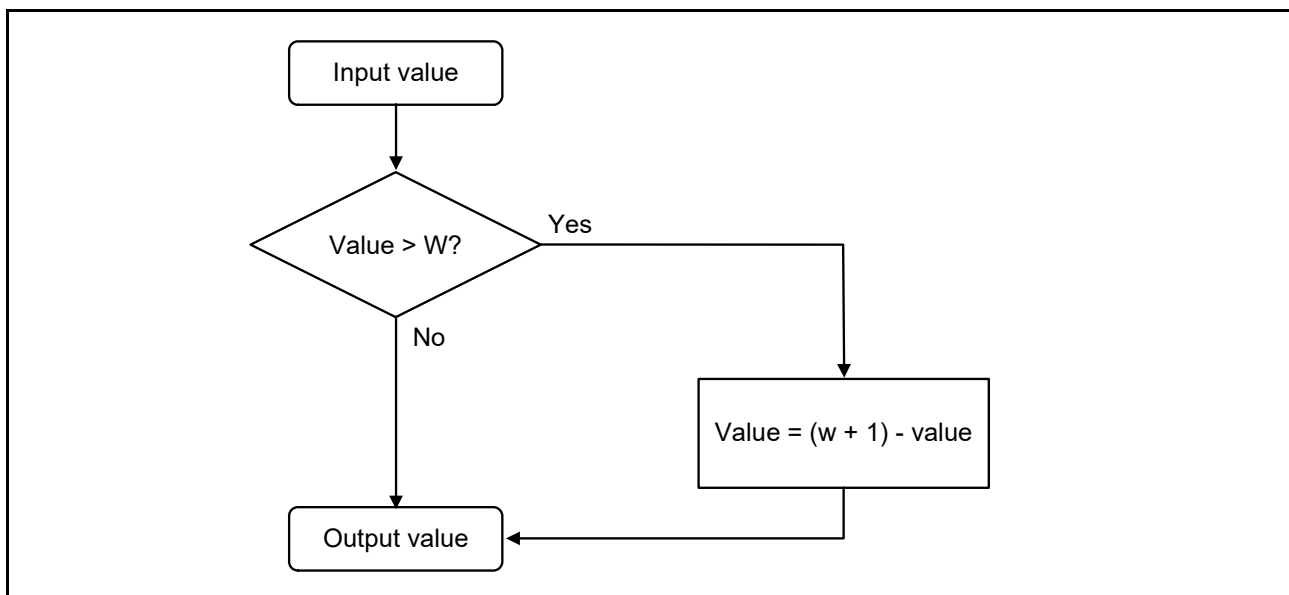 Input value
Value > W?
Yes
No
Value = (w + 1) - value
Output value